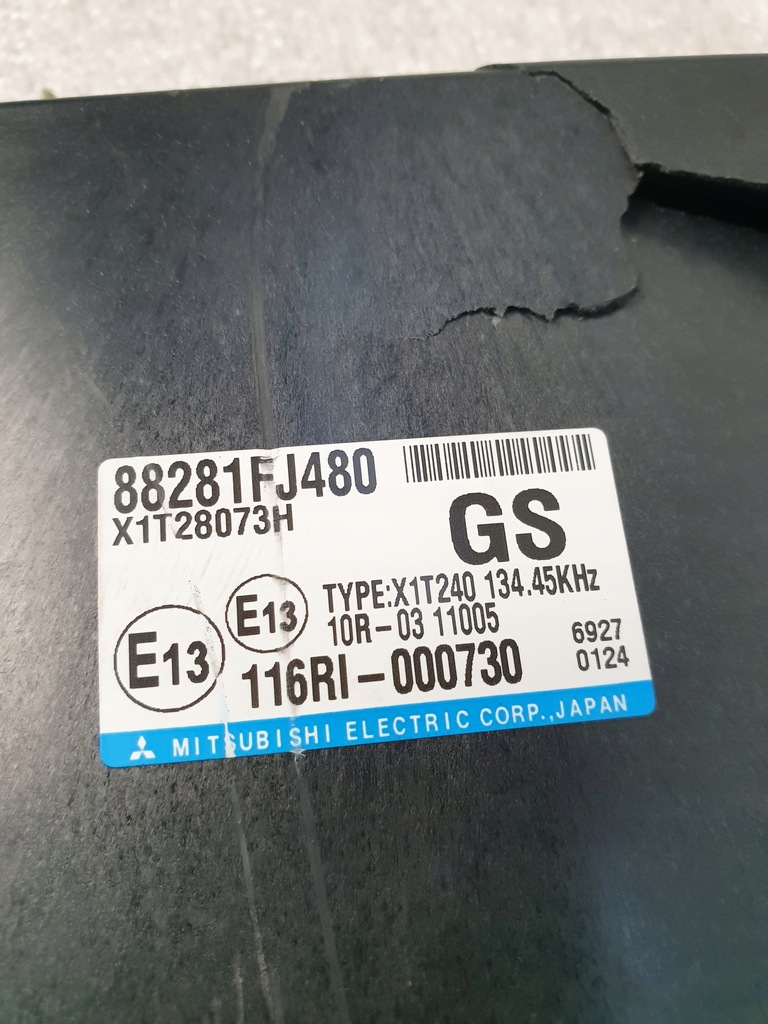 88281FJ480
X1T28073H
GS
TYPE:X1T240 134.45KHz
10R-03 11005
E13
E13
116RI-000730
6927
0124
MITSUBISHI ELECTRIC CORP.,JAPAN